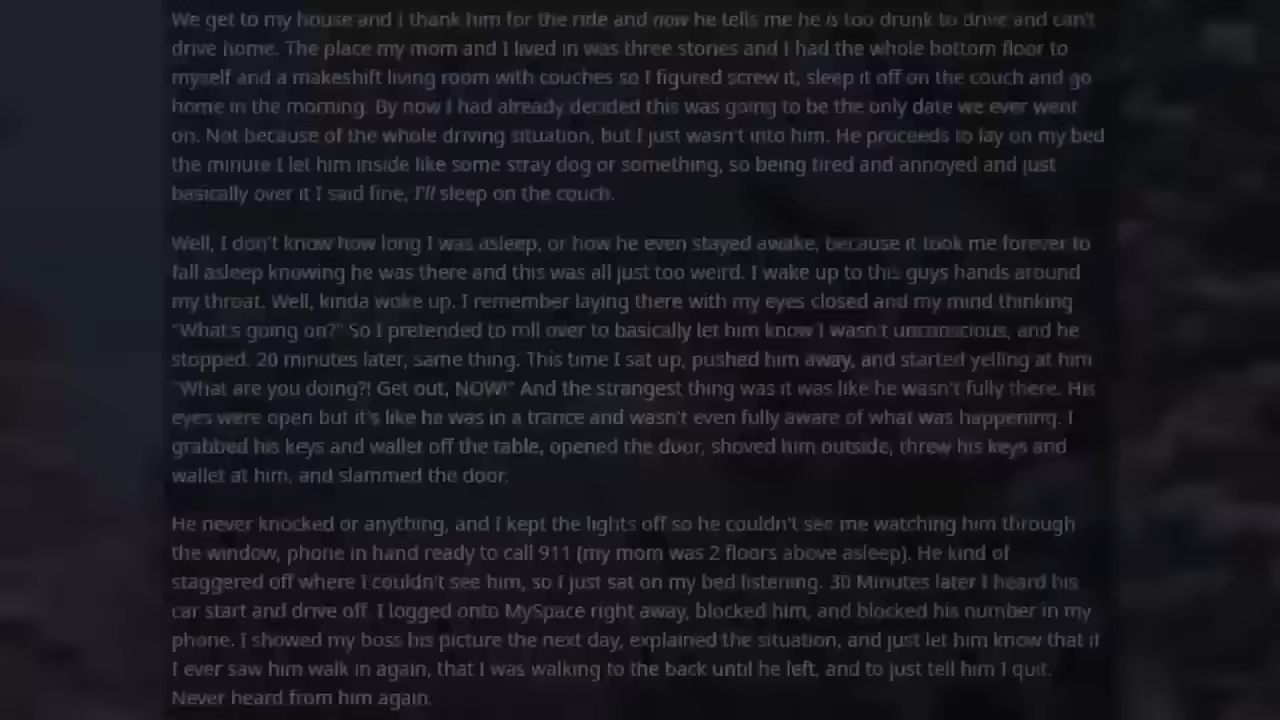 We get to my house and I thank him for the ride and now he tells me he is too drunk to drive and can't
drive home. The place my mom and I lived in was three stories and I had the whole bottom floor to
myself and a makeshift living room with couches so I figured screw it, sleep it off on the couch and go
home in the morning. By now I had already decided this was going to be the only date we ever went
on. Not because of the whole driving situation, but I just wasn't into him. He proceeds to lay on my bed
the minute I let him inside like some stray dog or something, so being tired and annoyed and just
basically over it I said fine, I'll sleep on the couch.
Well, I don't know how long I was asleep, or how he even stayed awake, because it took me forever to
fall asleep knowing he was there and this was all just too weird. I wake up to this guys hands around
my throat. Well, kinda woke up. I remember laying there with my eyes closed and my mind thinking
"What's going on?" So I pretended to roll over to basically let him know I wasn't unconscious, and he
stopped. 20 minutes later, same thing. This time I sat up, pushed him away, and started yelling at him
"What are you doing?! Get out, NOW!" And the strangest thing was it was like he wasn't fully there. His
eyes were open but it's like he was in a trance and wasn't even fully aware of what was happening. I
grabbed his keys and wallet off the table, opened the door, shoved him outside, threw his keys and
wallet at him, and slammed the door.
He never knocked or anything, and I kept the lights off so he couldn't see me watching him through
the window, phone in hand ready to call 911 (my mom was 2 floors above asleep). He kind of
staggered off where I couldn't see him, so I just sat on my bed listening. 30 Minutes later I heard his
car start and drive off. I logged onto MySpace right away, blocked him, and blocked his number in my
phone. I showed my boss his picture the next day, explained the situation, and just let him know that if
I ever saw him walk in again, that I was walking to the back until he left, and to just tell him I quit.
Never heard from him again.